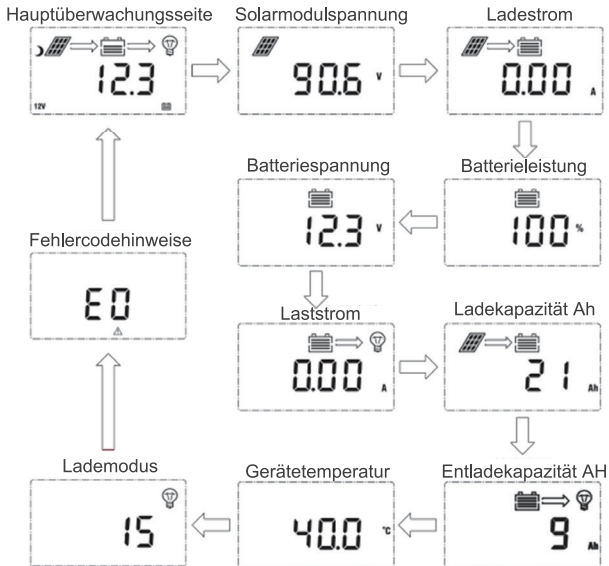 Hauptüberwachungsseite
12.3
12V
Solarmodulspannung
90.6 V
Ladestrom
0.00 A
Batteriespannung
12.3 V
Batterieleistung
100 %
Fehlercodehinweise
E0
Laststrom
0.00 A
Ladekapazität Ah
21 Ah
Lademodus
15
Gerätetemperatur
40.0 °C
Entladekapazität AH
9 Ah